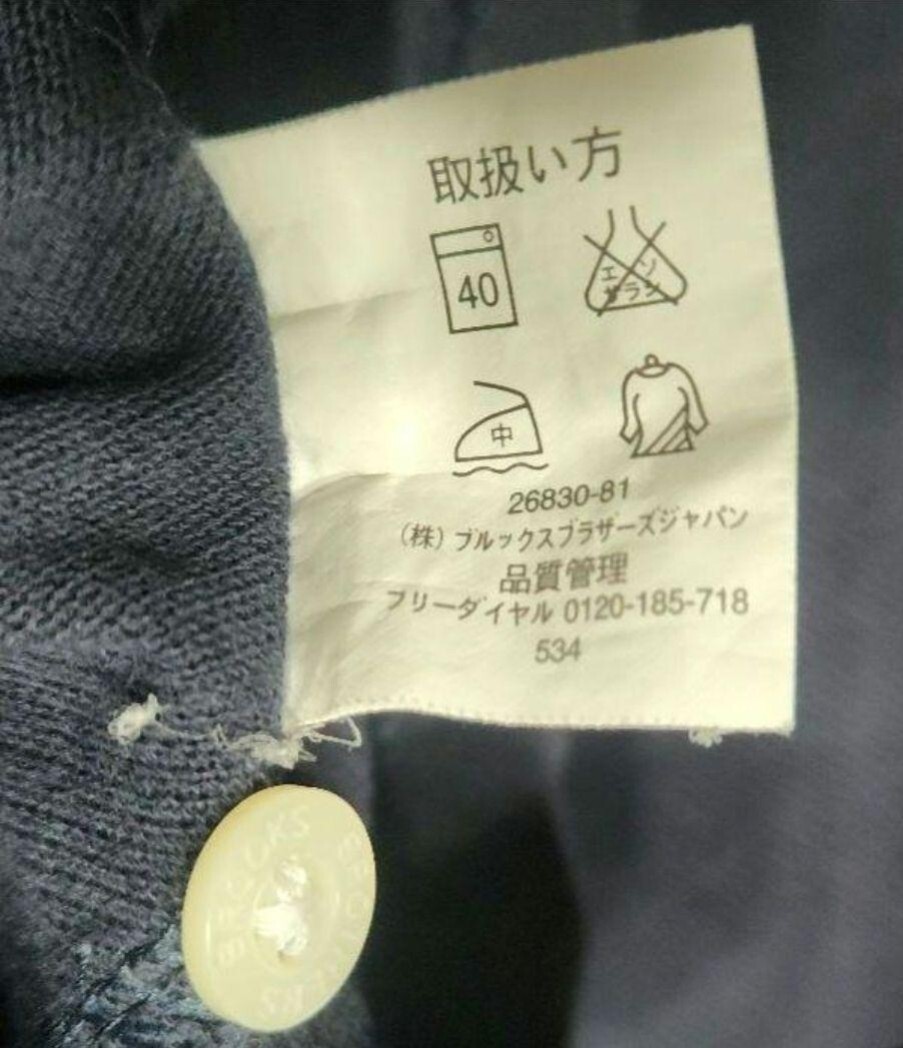 取扱い方
40
エンソ
サラシ
中
26830-81
(株)ブルックスブラザーズジャパン
品質管理
フリーダイヤル 0120-185-718
534
BROOKS